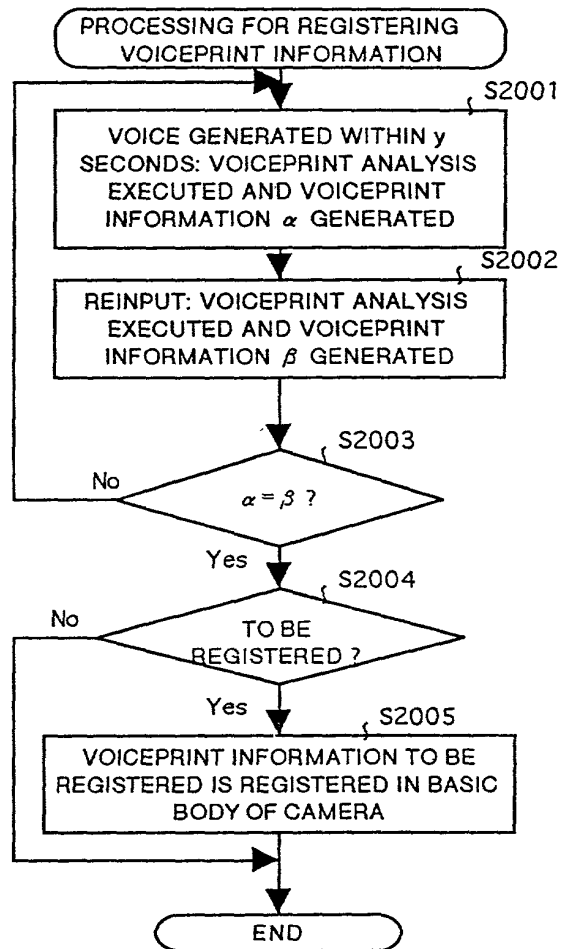 PROCESSING FOR REGISTERING
VOICEPRINT INFORMATION
S2001
VOICE GENERATED WITHIN y
SECONDS: VOICEPRINT ANALYSIS
EXECUTED AND VOICEPRINT
INFORMATION α GENERATED
S2002
REINPUT: VOICEPRINT ANALYSIS
EXECUTED AND VOICEPRINT
INFORMATION β GENERATED
S2003
No
α = β ?
Yes
S2004
No
TO BE
REGISTERED ?
Yes
S2005
VOICEPRINT INFORMATION TO BE
REGISTERED IS REGISTERED IN BASIC
BODY OF CAMERA
END